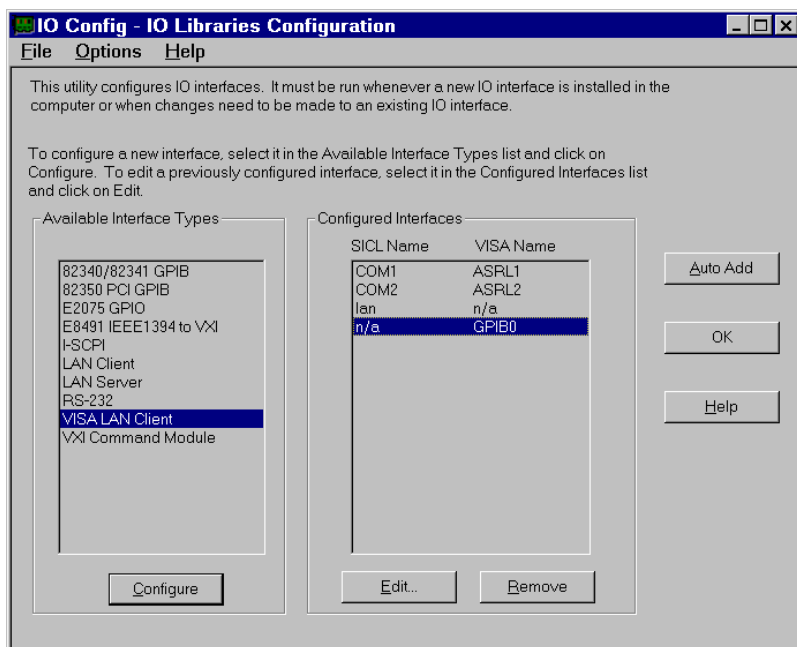 IO Config - IO Libraries Configuration
File Options Help
This utility configures IO interfaces. It must be run whenever a new IO interface is installed in the
computer or when changes need to be made to an existing IO interface.
To configure a new interface, select it in the Available Interface Types list and click on
Configure. To edit a previously configured interface, select it in the Configured Interfaces list
and click on Edit.
Available Interface Types
82340/82341 GPIB
82350 PCI GPIB
E2075 GPIO
E8491 IEEE1394 to VXI
I-SCPI
LAN Client
LAN Server
RS-232
VISA LAN Client
VXI Command Module
Configure
Configured Interfaces
SICL Name VISA Name
COM1 ASRL1
COM2 ASRL2
lan n/a
n/a GPIB0
Edit... Remove
Auto Add
OK
Help